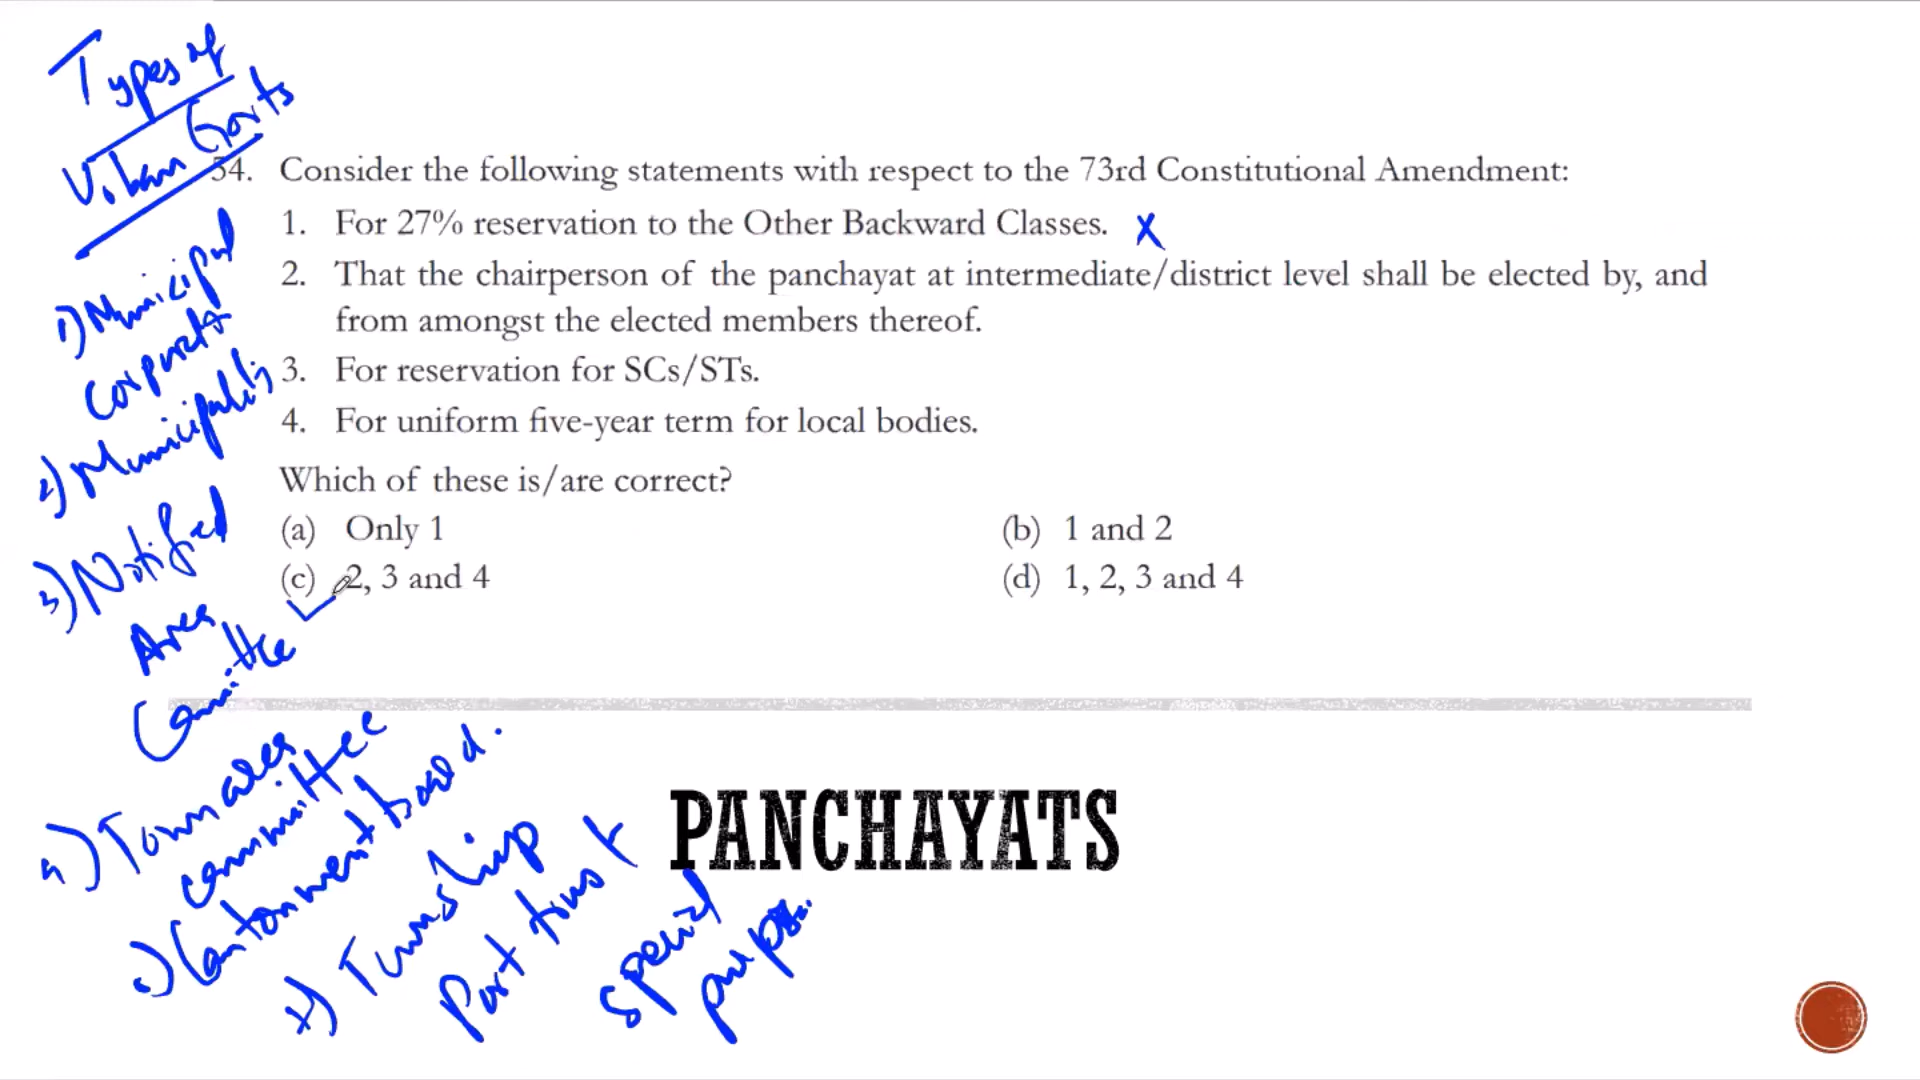 Types of
Urban Govts
54. Consider the following statements with respect to the 73rd Constitutional Amendment:
1. For 27% reservation to the Other Backward Classes. X
2. That the chairperson of the panchayat at intermediate/district level shall be elected by, and
from amongst the elected members thereof.
3. For reservation for SCs/STs.
4. For uniform five-year term for local bodies.
Which of these is/are correct?
(a) Only 1
(b) 1 and 2
(c) 2, 3 and 4
(d) 1, 2, 3 and 4
1) Municipal
2) Municipality
3) Notified
Area
Committee
4) Town area
committee
Cantonment board.
Township
Port trust
special
PANCHAYATS